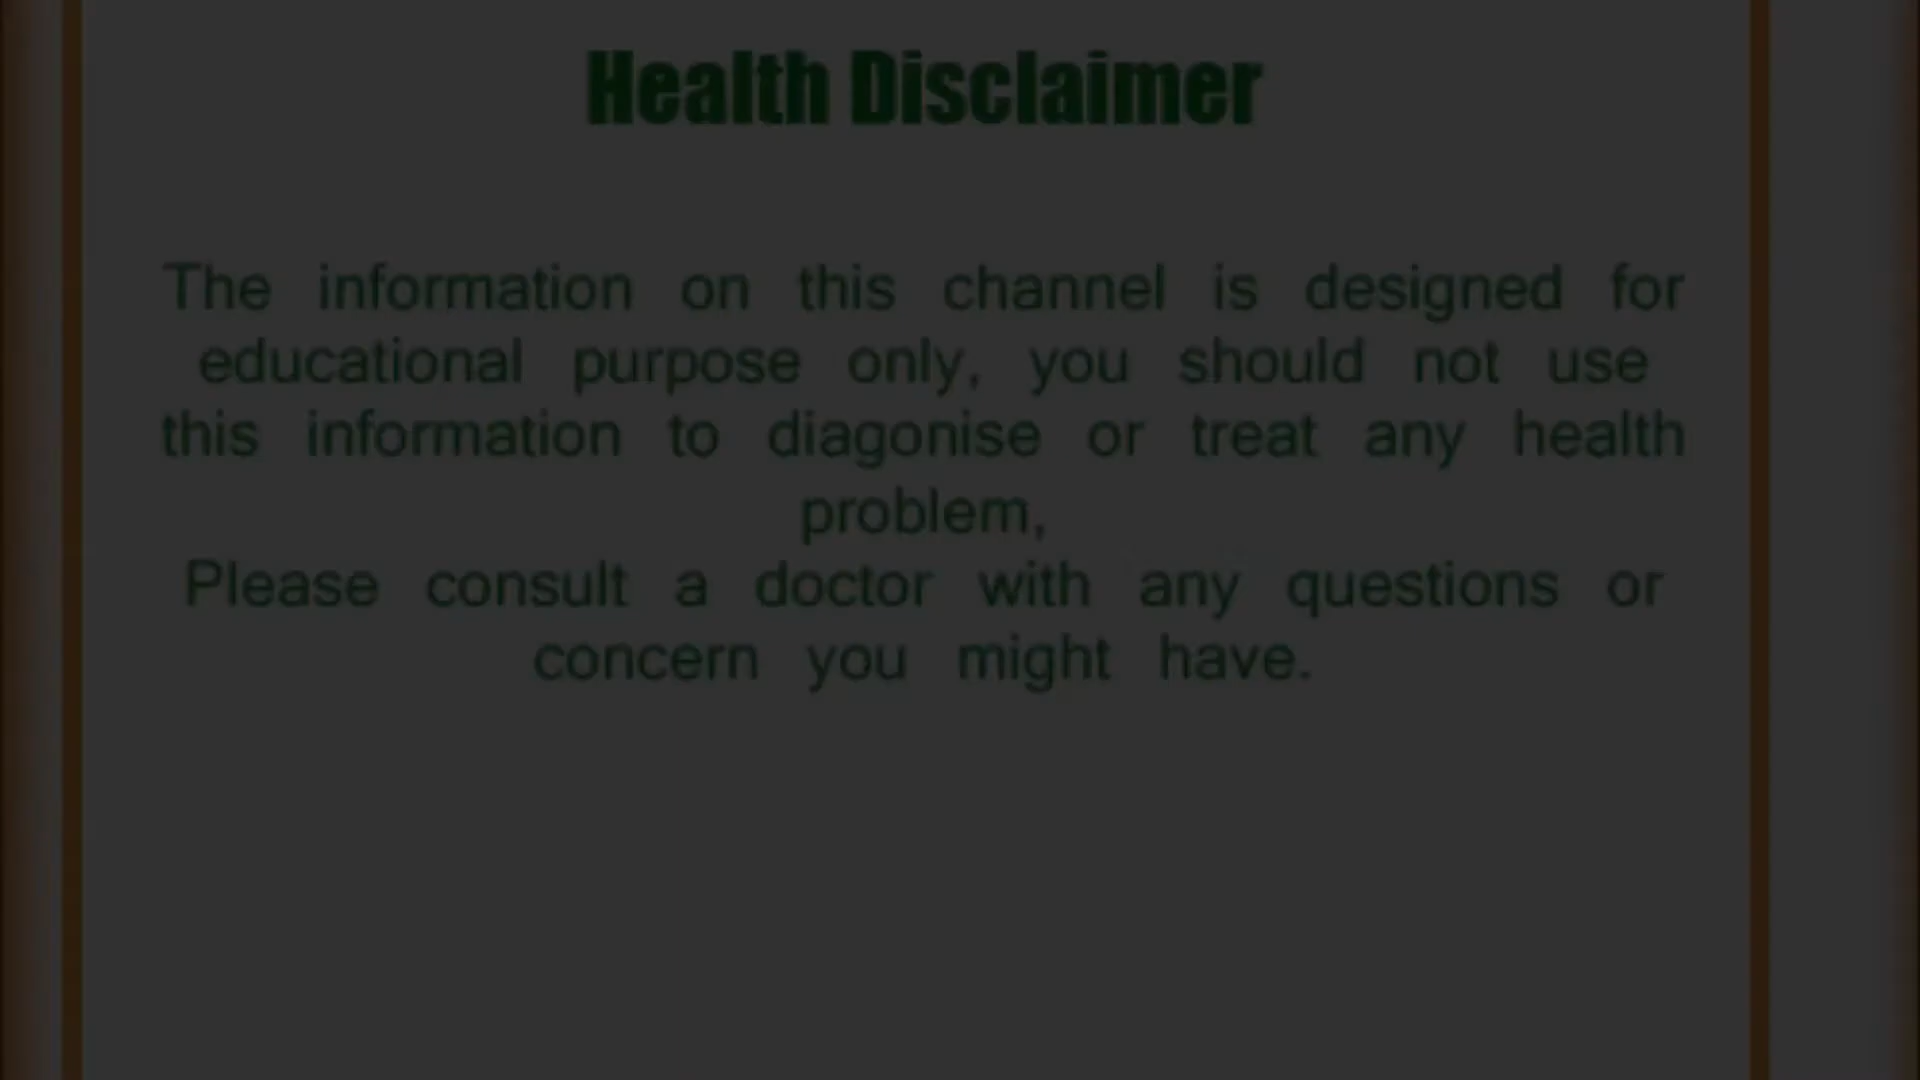 Health Disclaimer
The information on this channel is designed for
educational purpose only, you should not use
this information to diagonise or treat any health
problem,
Please consult a doctor with any questions or
concern you might have.